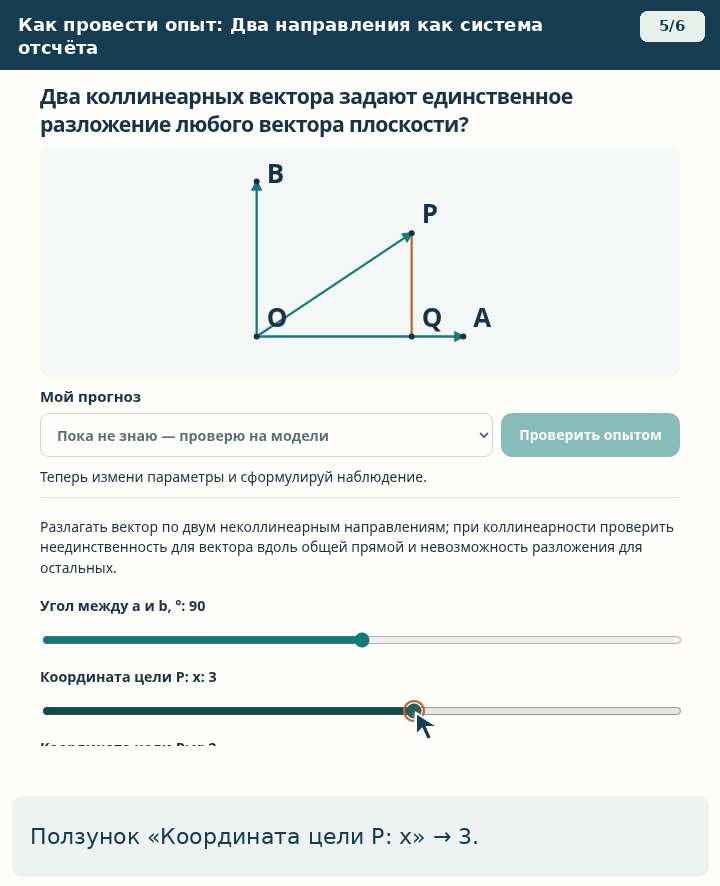 Как провести опыт: Два направления как система
отсчёта
5/6
Два коллинеарных вектора задают единственное
разложение любого вектора плоскости?
B
P
O
Q
A
Мой прогноз
Пока не знаю — проверю на модели
Проверить опытом
Теперь измени параметры и сформулируй наблюдение.
Разлагать вектор по двум неколлинеарным направлениям; при коллинеарности проверить
неединственность для вектора вдоль общей прямой и невозможность разложения для
остальных.
Угол между a и b, °: 90
Координата цели P: x: 3
Ползунок «Координата цели P: x» → 3.